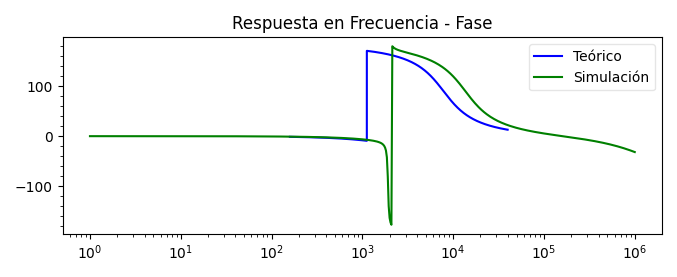 Respuesta en Frecuencia - Fase
Teórico
Simulación
100
0
−100
10⁰ 10¹ 10² 10³ 10⁴ 10⁵ 10⁶